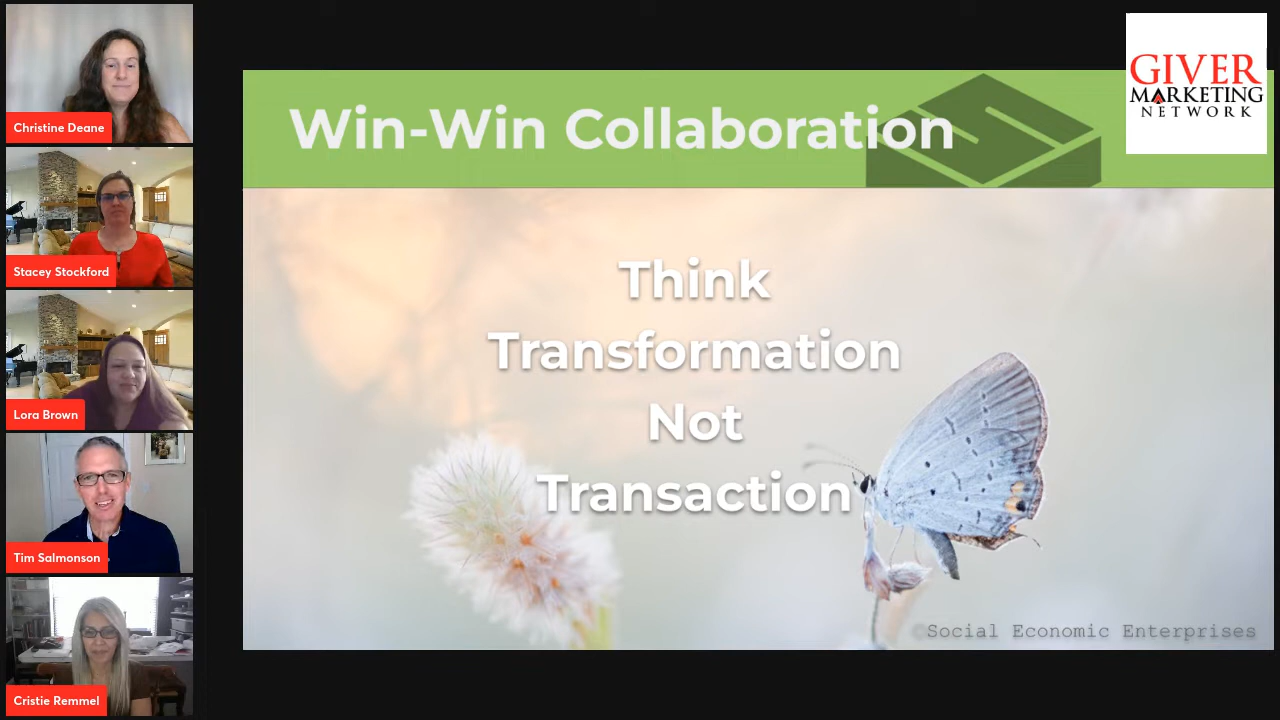 Christine Deane
Stacey Stockford
Lora Brown
Tim Salmonson
Cristie Remmel
Win-Win Collaboration
Think
Transformation
Not
Transaction
©Social Economic Enterprises
GIVER
MARKETING
NETWORK